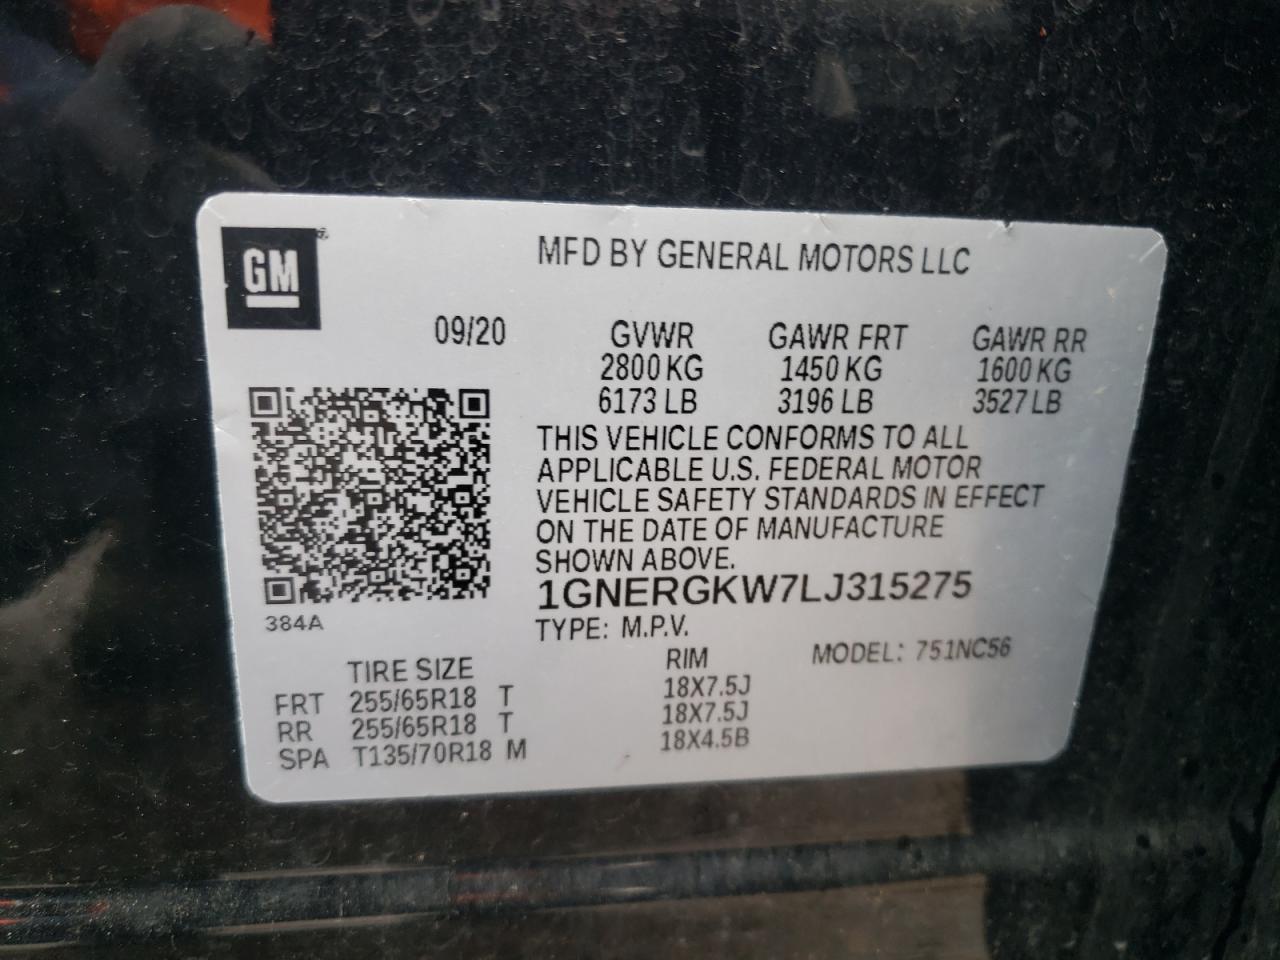 GM
MFD BY GENERAL MOTORS LLC
09/20 GVWR GAWR FRT GAWR RR
2800 KG 1450 KG 1600 KG
6173 LB 3196 LB 3527 LB
THIS VEHICLE CONFORMS TO ALL
APPLICABLE U.S. FEDERAL MOTOR
VEHICLE SAFETY STANDARDS IN EFFECT
ON THE DATE OF MANUFACTURE
SHOWN ABOVE.
1GNERGKW7LJ315275
384A
TYPE: M.P.V. MODEL: 751NC56
TIRE SIZE RIM
FRT 255/65R18 T 18X7.5J
RR 255/65R18 T 18X7.5J
SPA T135/70R18 M 18X4.5B